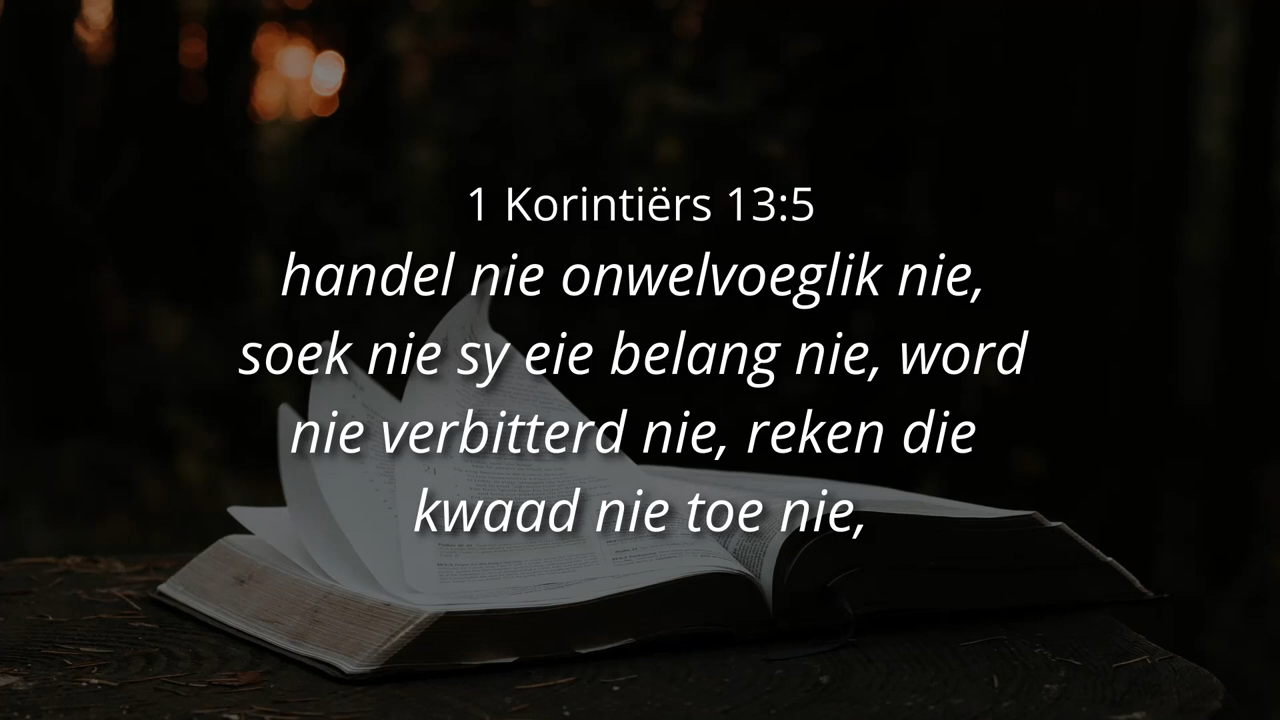 1 Korintiërs 13:5
handel nie onwelvoeglik nie,
soek nie sy eie belang nie, word
nie verbitterd nie, reken die
kwaad nie toe nie,